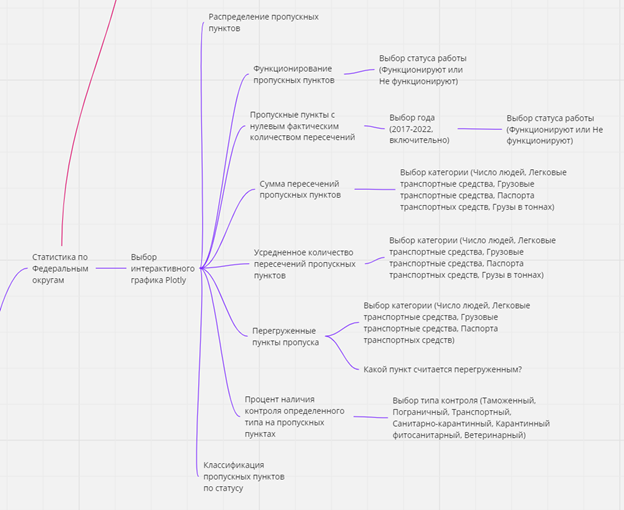 Распределение пропускных
пунктов
Функционирование
пропускных пунктов
Выбор статуса работы
(Функционируют или
Не функционируют)
Пропускные пункты с
нулевым фактическим
количеством пересечений
Выбор года
(2017-2022,
включительно)
Выбор статуса работы
(Функционируют или Не
функционируют)
Сумма пересечений
пропускных пунктов
Выбор категории (Число людей, Легковые
транспортные средства, Грузовые
транспортные средства, Паспорта
транспортных средств, Грузы в тоннах)
Статистика по
Федеральным
округам
Выбор
интерактивного
графика Plotly
Усредненное количество
пересечений пропускных
пунктов
Выбор категории (Число людей, Легковые
транспортные средства, Грузовые
транспортные средства, Паспорта
транспортных средств, Грузы в тоннах)
Перегруженные
пункты пропуска
Выбор категории (Число людей, Легковые
транспортные средства, Грузовые
транспортные средства, Паспорта
транспортных средств)
Какой пункт считается перегруженным?
Процент наличия
контроля определенного
типа на пропускных
пунктах
Выбор типа контроля (Таможенный,
Пограничный, Транспортный,
Санитарно-карантинный, Карантинный
фитосанитарный, Ветеринарный)
Классификация
пропускных пунктов
по статусу